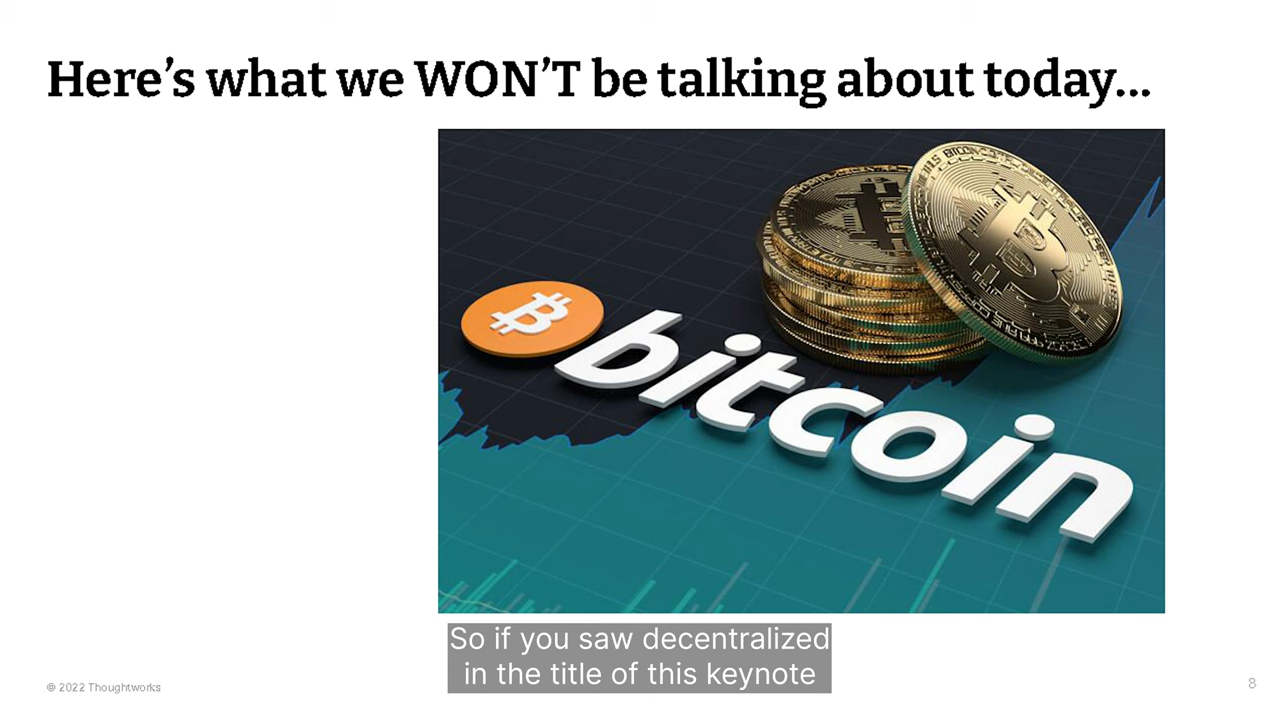 Here's what we WON'T be talking about today...
BITCOIN
bitcoin
So if you saw decentralized
in the title of this keynote
© 2022 Thoughtworks
8